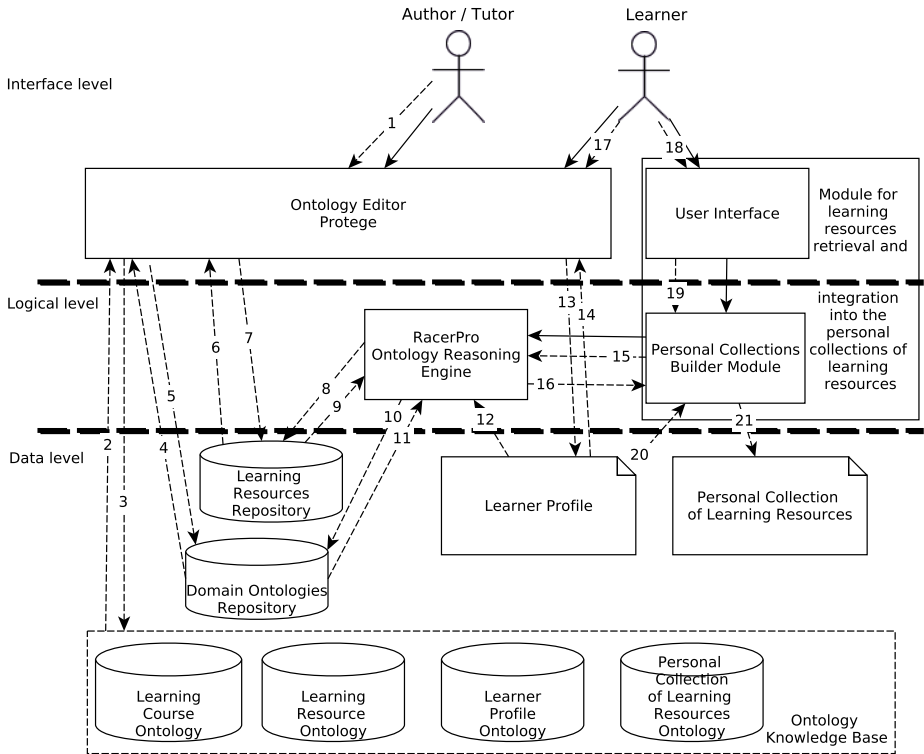 Author / Tutor
Learner
Interface level
1
17
18
Ontology Editor
Protege
User Interface
Module for
learning
resources
retrieval and
Logical level
13
14
19
integration
into the
personal
collections of
learning
resources
6
7
RacerPro
Ontology Reasoning
Engine
15
16
Personal Collections
Builder Module
5
8
9
10
11
12
21
Data level
2
4
20
3
Learning
Resources
Repository
Learner Profile
Personal Collection
of Learning Resources
Domain Ontologies
Repository
Learning
Course
Ontology
Learning
Resource
Ontology
Learner
Profile
Ontology
Personal
Collection
of Learning
Resources
Ontology
Ontology
Knowledge Base